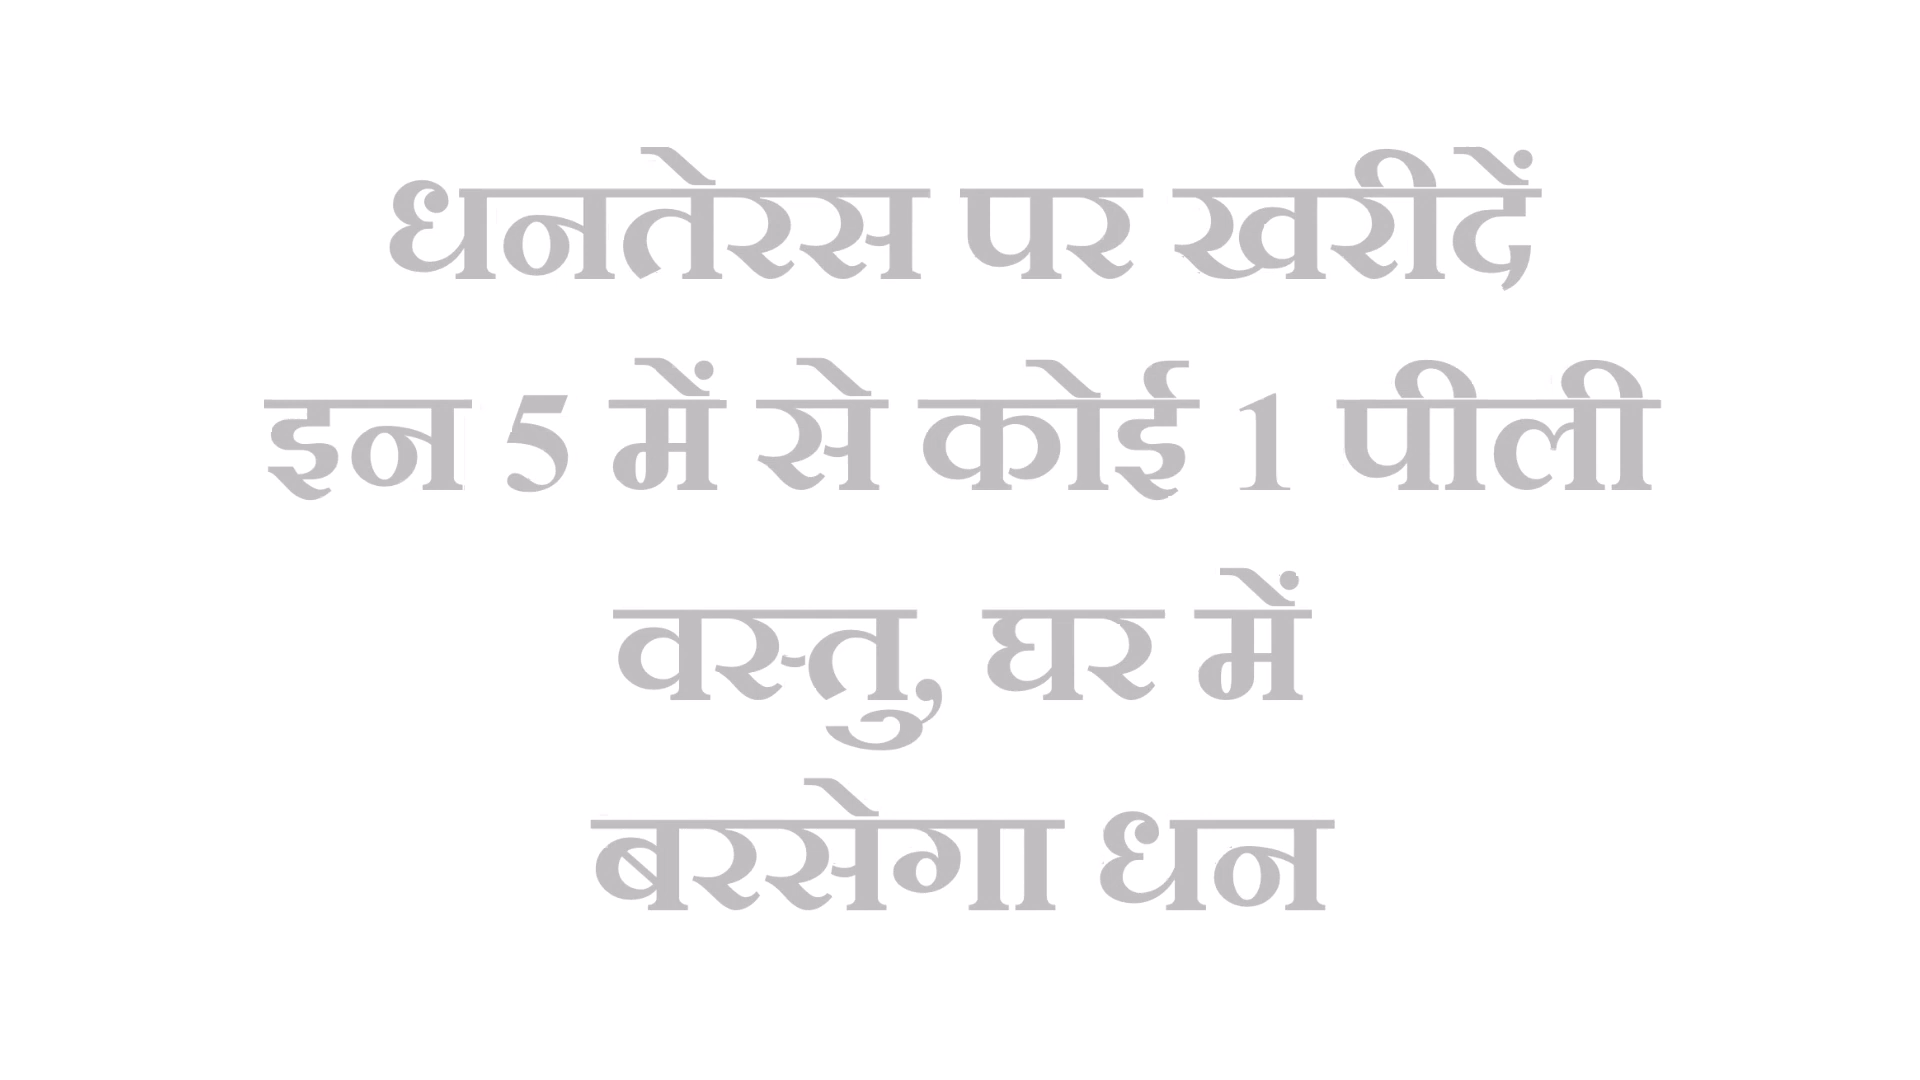 धनतेरस पर खरीदें
इन 5 में से कोई 1 पीली
वस्तु, घर में
बरसेगा धन